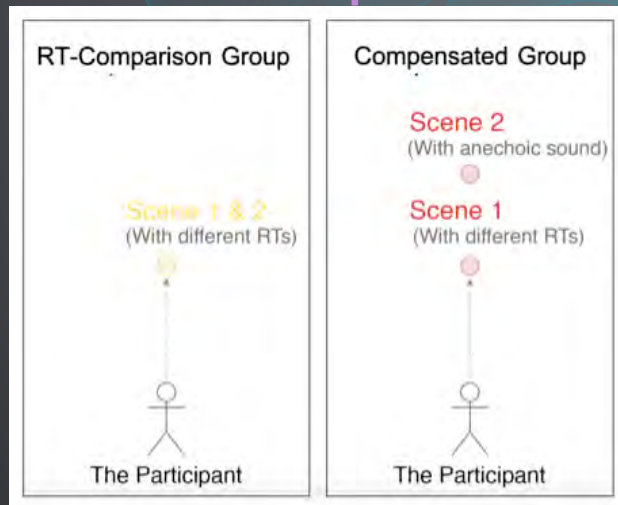 RT-Comparison Group
Scene 1 & 2
(With different RTs)
The Participant
Compensated Group
Scene 2
(With anechoic sound)
Scene 1
(With different RTs)
The Participant